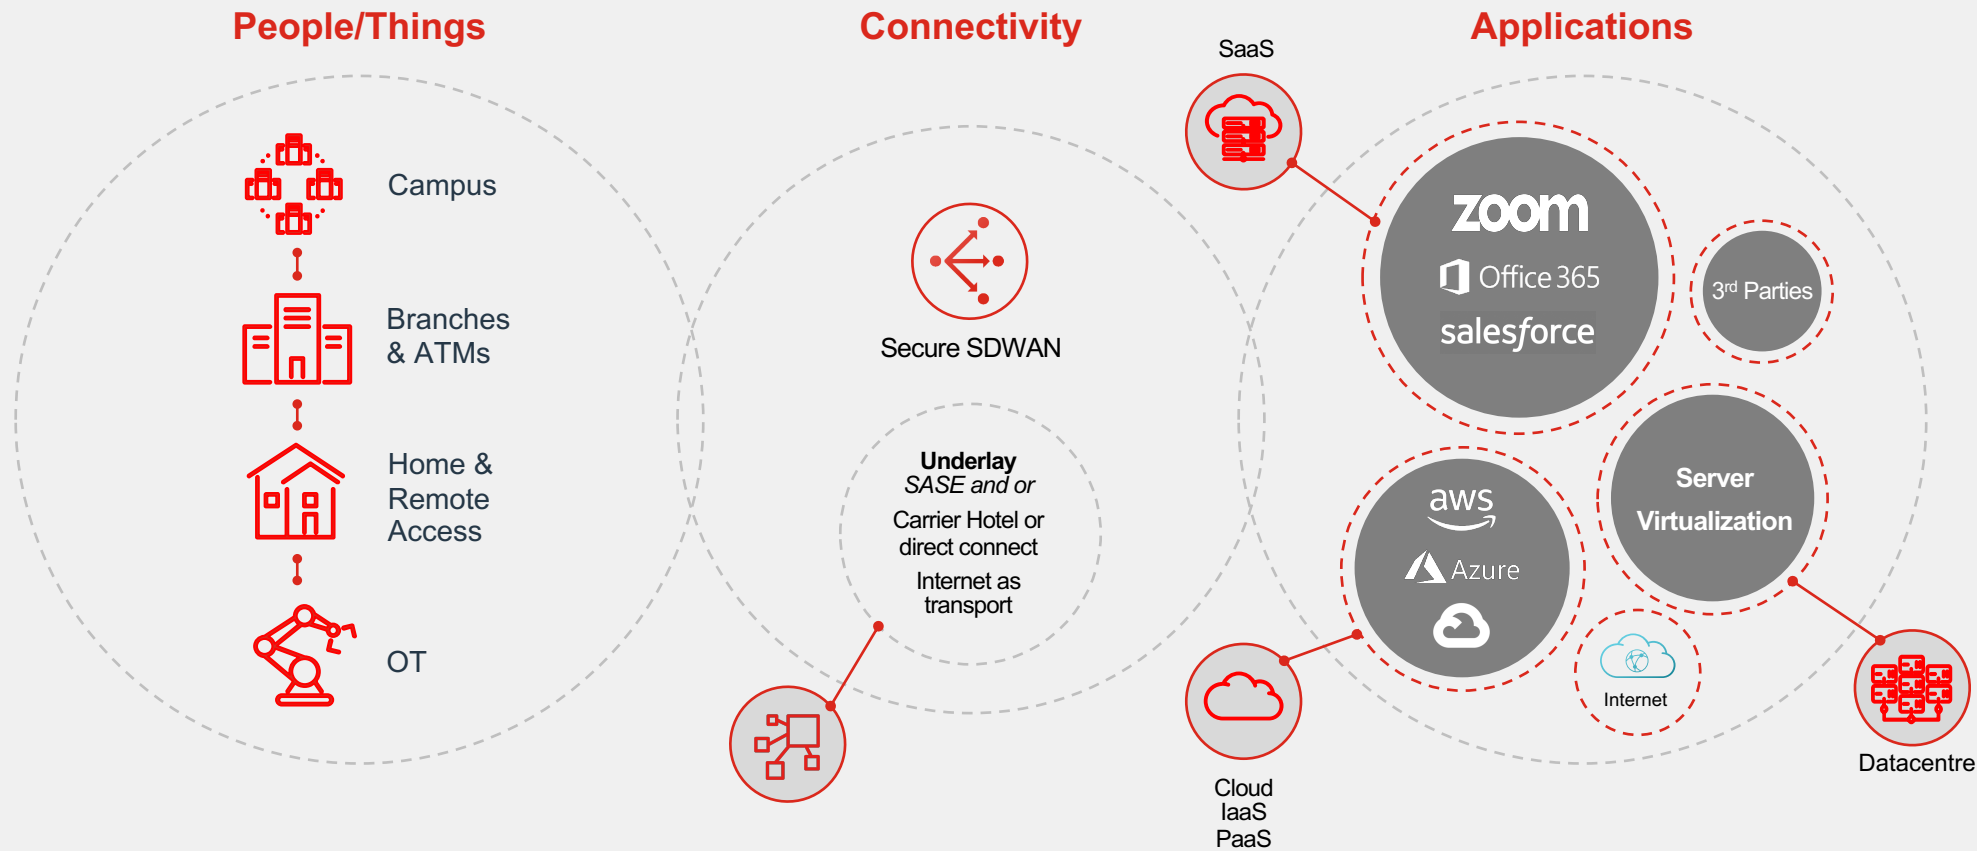 People/Things
Campus
Branches
& ATMs
Home &
Remote
Access
OT
Connectivity
Secure SDWAN
Underlay
SASE and or
Carrier Hotel or
direct connect
Internet as
transport
Applications
SaaS
zoom
Office 365
salesforce
3rd Parties
aws
Azure
Server
Virtualization
Internet
Cloud
IaaS
PaaS
Datacentre